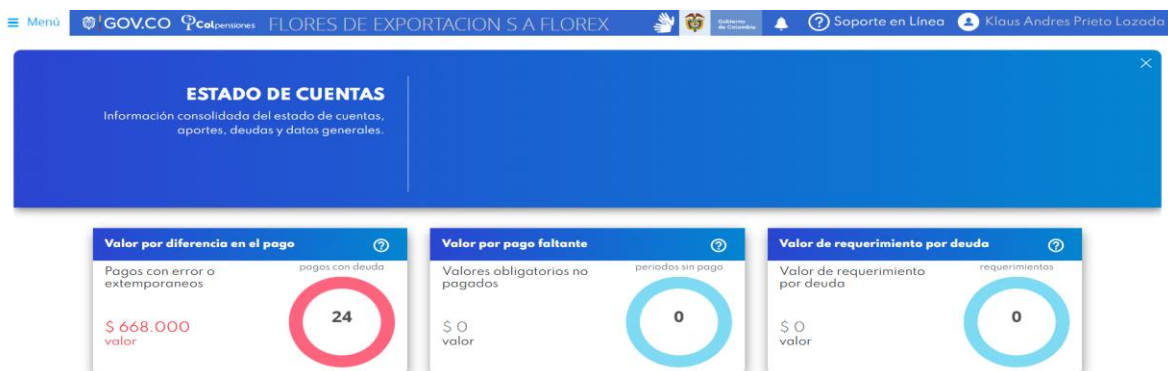 Menú GOV.CO Colpensiones FLORES DE EXPORTACION S A FLOREX Gobierno de Colombia Soporte en Línea Klaus Andres Prieto Lozada
ESTADO DE CUENTAS
Información consolidada del estado de cuentas,
aportes, deudas y datos generales.
Valor por diferencia en el pago
pagos con deuda
Pagos con error o
extemporaneos
24
$ 668.000
valor
Valor por pago faltante
periodos sin pago
Valores obligatorios no
pagados
0
$ 0
valor
Valor de requerimiento por deuda
requerimientos
Valor de requerimiento
por deuda
0
$ 0
valor